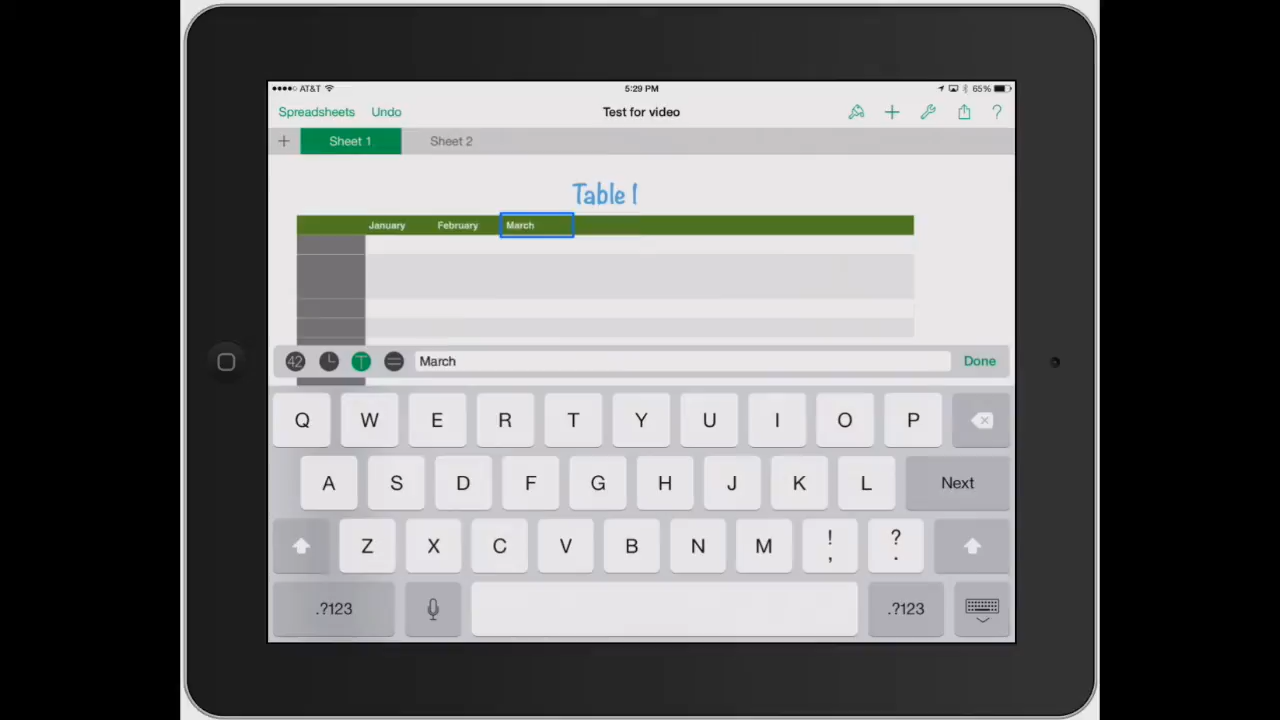 AT&T 5:29 PM 65%
Spreadsheets Undo Test for video ?
+ Sheet 1 Sheet 2
Table 1
January February March
42 T = March Done
Q W E R T Y U I O P
A S D F G H J K L Next
Z X C V B N M ! , ? .
.?123 .?123